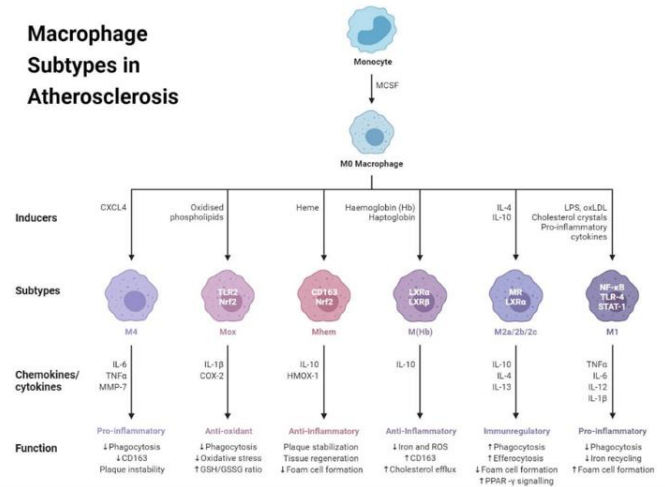 Macrophage
Subtypes in
Atherosclerosis
Monocyte
MCSF
M0 Macrophage
Inducers
CXCL4
Oxidised
phospholipids
Heme
Haemoglobin (Hb)
Haptoglobin
IL-4
IL-10
LPS, oxLDL
Cholesterol crystals
Pro-inflammatory
cytokines
Subtypes
TLR2
Nrf2
CD163
Nrf2
LXRα
LXRβ
MR
LXRα
NF-κB
TLR-4
STAT-1
M4
Mox
Mhem
M(Hb)
M2a/2b/2c
M1
Chemokines/
cytokines
IL-6
TNFα
MMP-7
IL-1β
COX-2
IL-10
HMOX-1
IL-10
IL-10
IL-4
IL-13
TNFα
IL-6
IL-12
IL-1β
Function
Pro-inflammatory
↓Phagocytosis
↓CD163
Plaque instability
Anti-oxidant
↓Phagocytosis
↓Oxidative stress
↑GSH/GSSG ratio
Anti-Inflammatory
Plaque stabilization
Tissue regeneration
↓Foam cell formation
Anti-Inflammatory
↓Iron and ROS
↑CD163
↑Cholesterol efflux
Immunregulatory
↑Phagocytosis
↑Efferocytosis
↓Foam cell formation
↑PPAR-γ signalling
Pro-inflammatory
↓Phagocytosis
↓Iron recycling
↑Foam cell formation